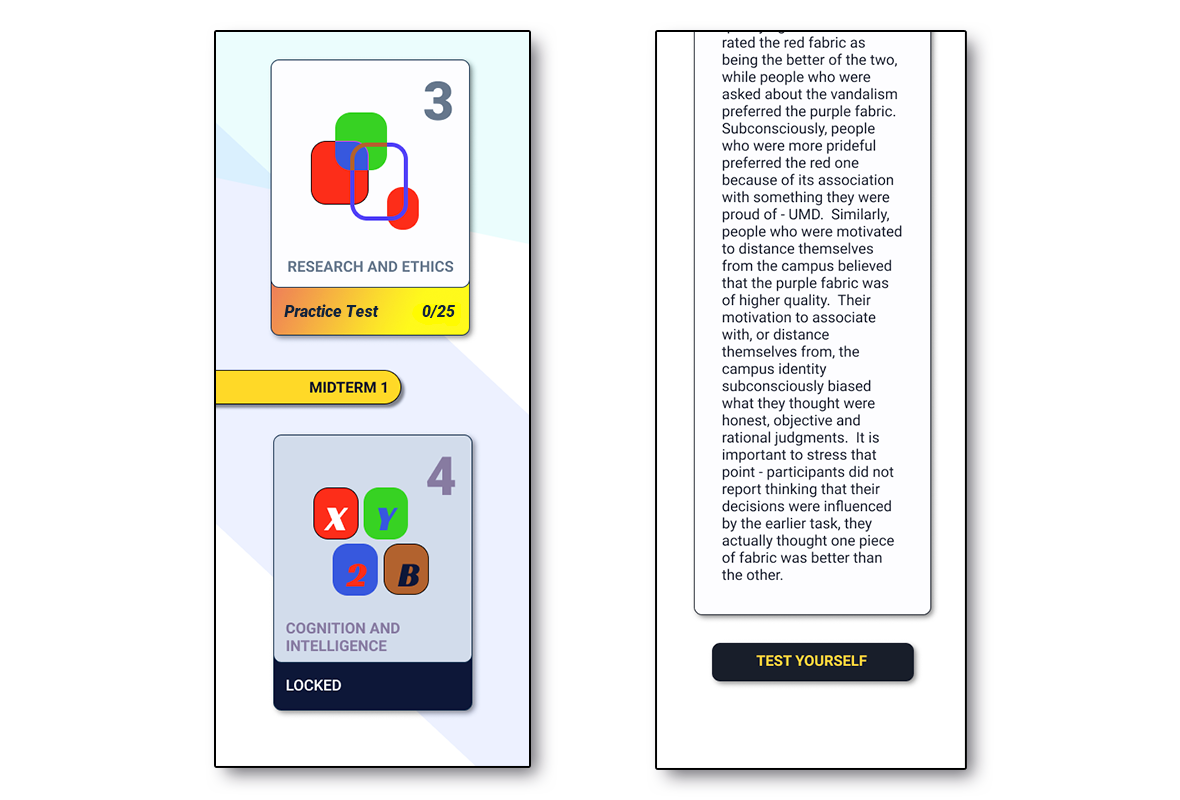 3
RESEARCH AND ETHICS
Practice Test 0/25
MIDTERM 1
4
X Y
2 B
COGNITION AND
INTELLIGENCE
LOCKED
rated the red fabric as
being the better of the two,
while people who were
asked about the vandalism
preferred the purple fabric.
Subconsciously, people
who were more prideful
preferred the red one
because of its association
with something they were
proud of - UMD.  Similarly,
people who were motivated
to distance themselves
from the campus believed
that the purple fabric was
of higher quality.  Their
motivation to associate
with, or distance
themselves from, the
campus identity
subconsciously biased
what they thought were
honest, objective and
rational judgments.  It is
important to stress that
point - participants did not
report thinking that their
decisions were influenced
by the earlier task, they
actually thought one piece
of fabric was better than
the other.
TEST YOURSELF